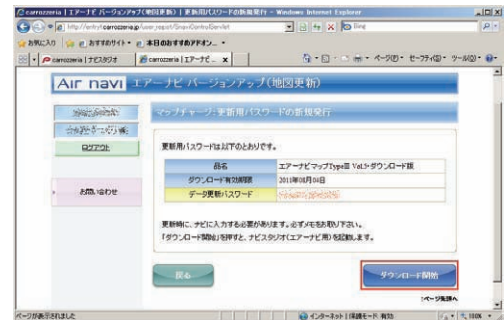 carrozzeria | エアーナビ バージョンアップ(地図更新) | マップチャージ:更新用パスワードの新規発行 - Windows Internet Explorer
Bing
お気に入り おすすめサイト 本日のおすすめアドオン...
carrozzeria | ナビスタジオ carrozzeria | エアーナビ... ページ(P) セーフティ(S) ツール(O)
Air navi エアーナビ バージョンアップ(地図更新)
マップチャージ:更新用パスワードの新規発行
ログアウト
お問い合わせ
更新用パスワードは以下のとおりです。
品名 エアーナビマップTypeⅢ Vol.5・ダウンロード版
ダウンロード有効期限 2011年08月04日
データ更新パスワード
更新時に、ナビに入力する必要があります。必ずメモをお取り下さい。
「ダウンロード開始」を押すと、ナビスタジオ(エアーナビ用)を起動します。
戻る ダウンロード開始
ページ先頭へ
ページが表示されました インターネット | 保護モード: 有効 100%